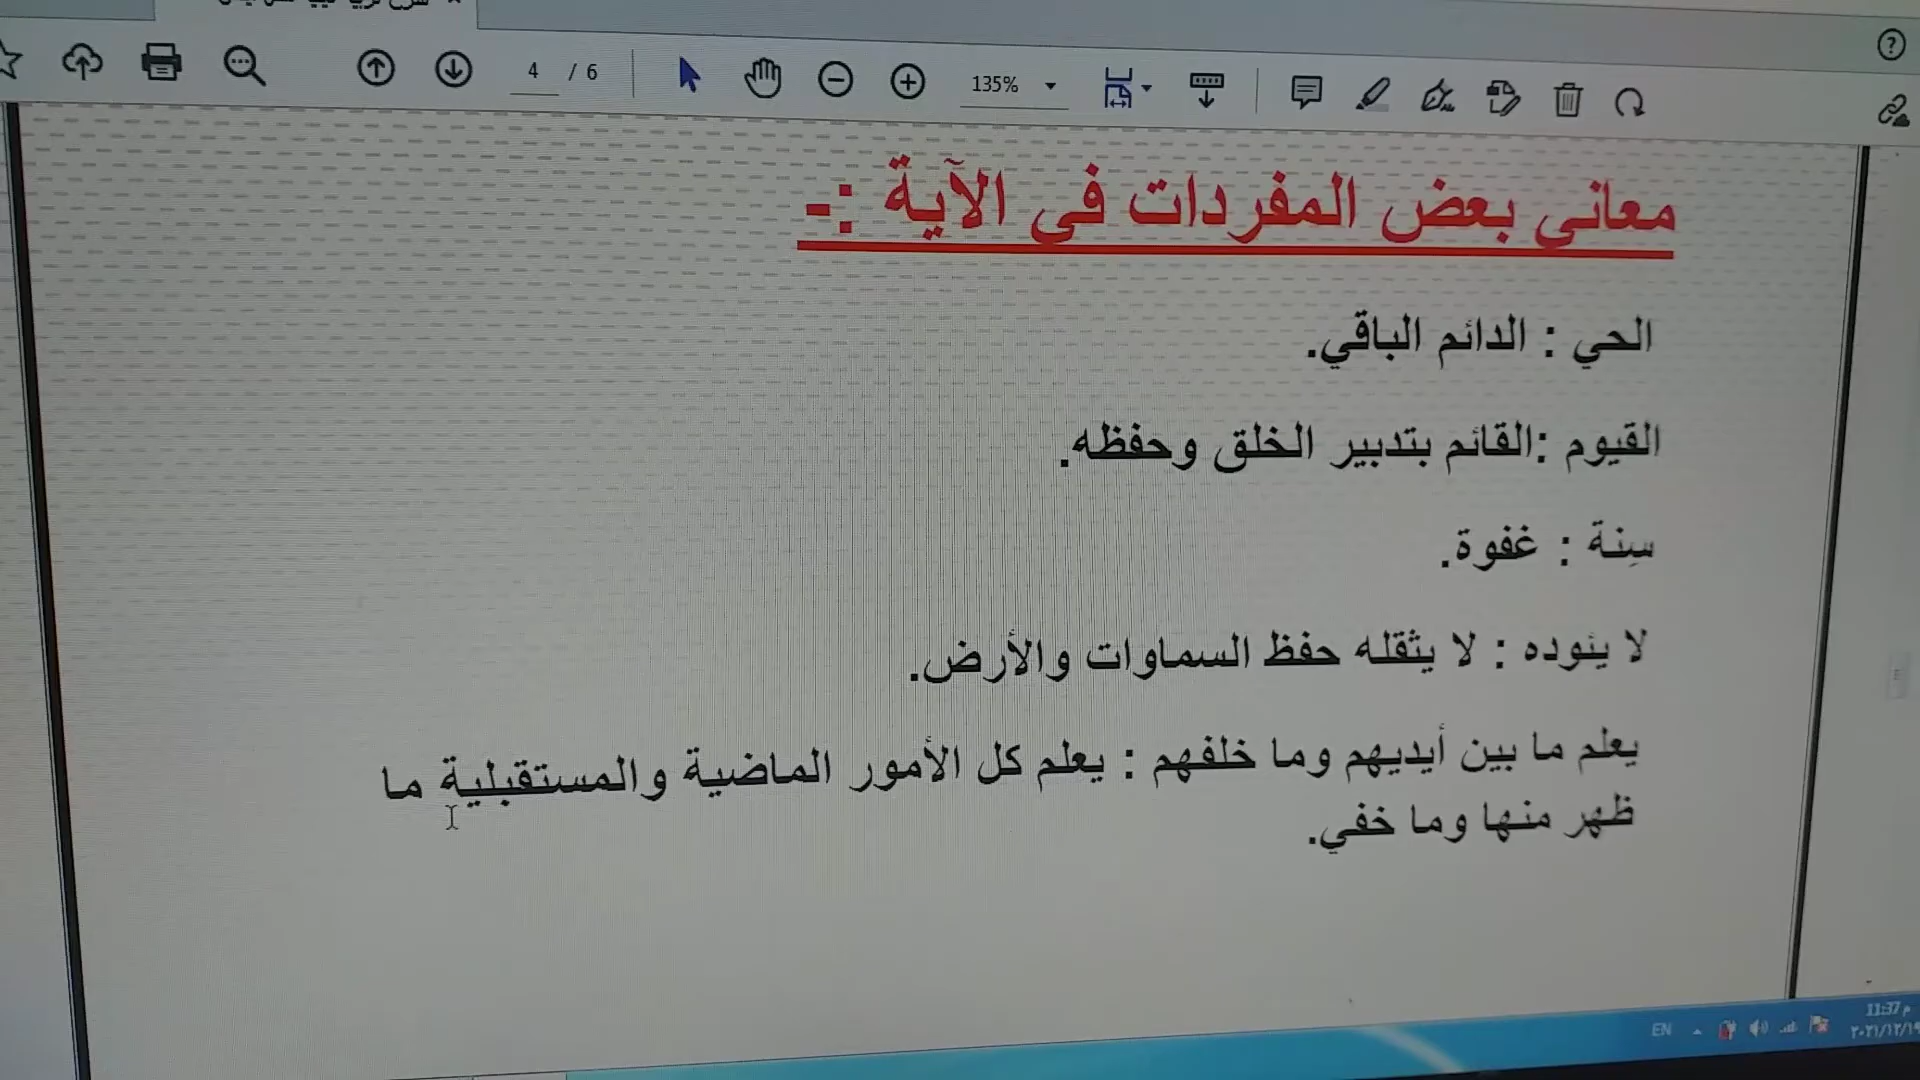 4 / 6
135%
معاني بعض المفردات في الآية :-
الحي : الدائم الباقي.
القيوم :القائم بتدبير الخلق وحفظه.
سِنة : غفوة.
لا يئوده : لا يثقله حفظ السماوات والأرض.
يعلم ما بين أيديهم وما خلفهم : يعلم كل الأمور الماضية والمستقبلية ما
ظهر منها وما خفي.
EN
11:37 م